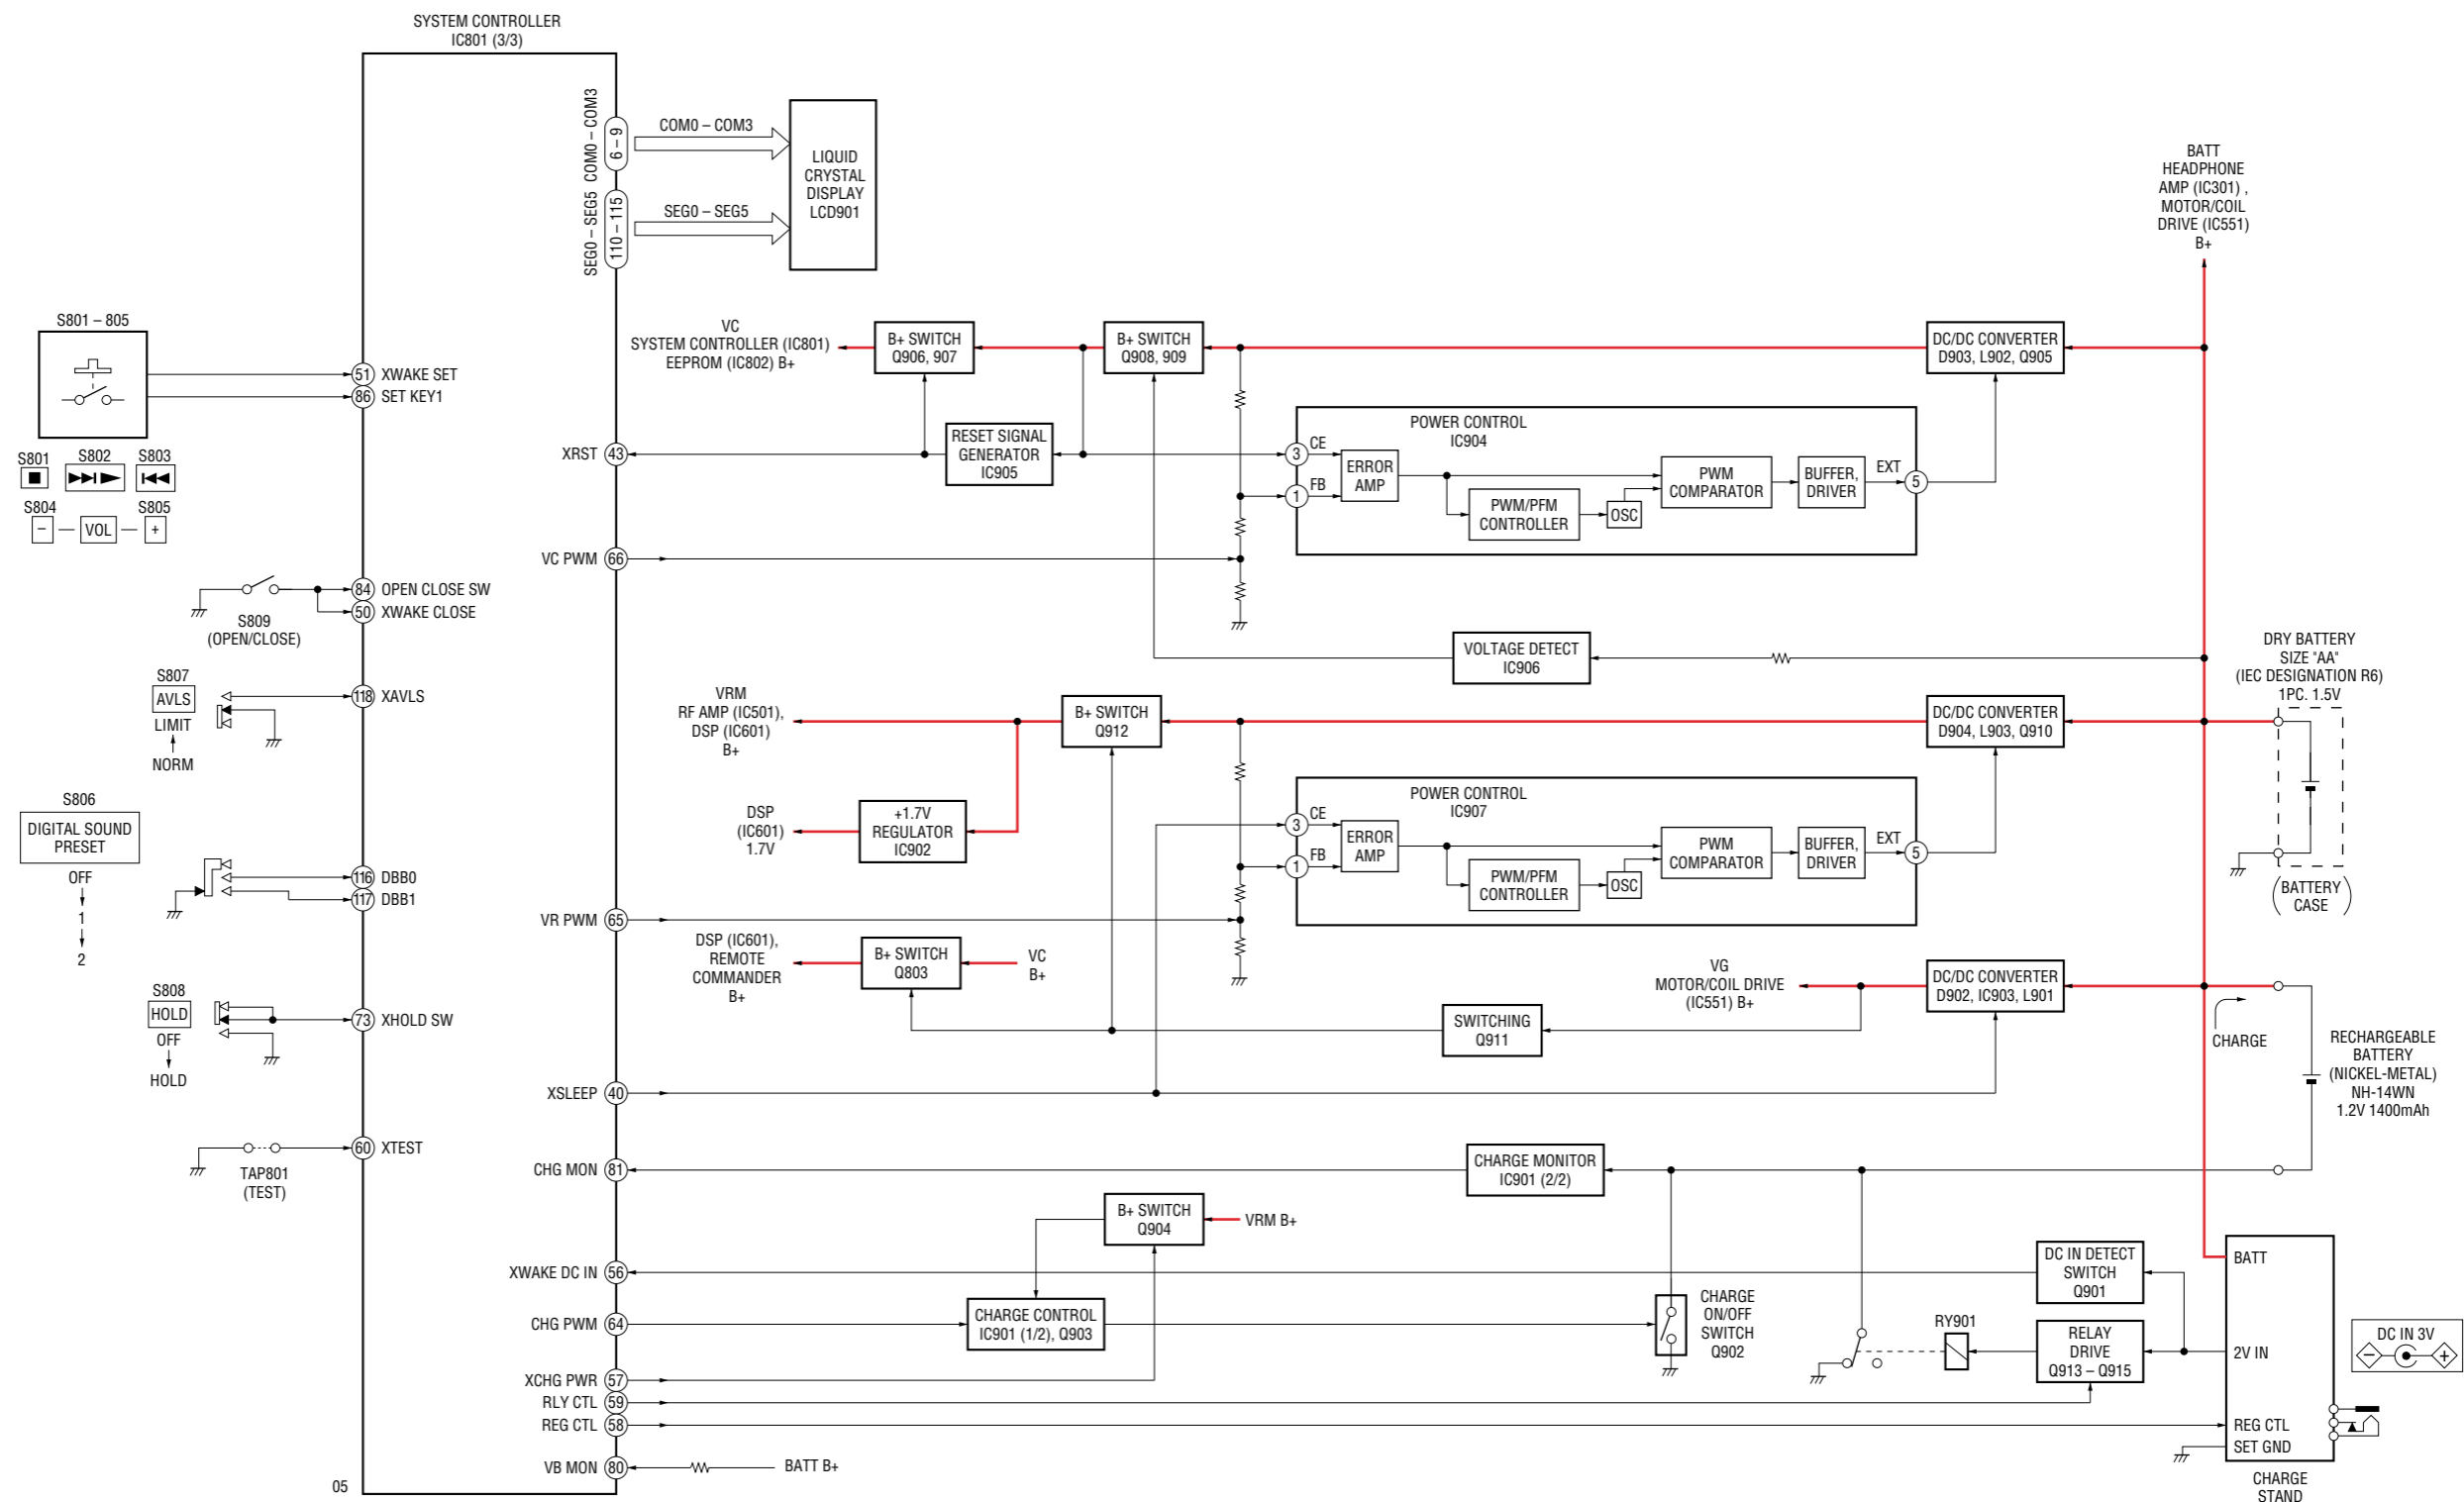 SYSTEM CONTROLLER
IC801 (3/3)
COM0 – COM3
6 – 9
COM0 – COM3
SEG0 – SEG5
110 – 115
SEG0 – SEG5
LIQUID
CRYSTAL
DISPLAY
LCD901
BATT
HEADPHONE
AMP (IC301) ,
MOTOR/COIL
DRIVE (IC551)
B+
S801 – 805
51 XWAKE SET
86 SET KEY1
S801
S802
S803
S804
S805
– VOL +
VC
SYSTEM CONTROLLER (IC801)
EEPROM (IC802) B+
B+ SWITCH
Q906, 907
B+ SWITCH
Q908, 909
DC/DC CONVERTER
D903, L902, Q905
XRST 43
RESET SIGNAL
GENERATOR
IC905
POWER CONTROL
IC904
3 CE
1 FB
ERROR
AMP
PWM/PFM
CONTROLLER
OSC
PWM
COMPARATOR
BUFFER,
DRIVER
EXT 5
VC PWM 66
84 OPEN CLOSE SW
50 XWAKE CLOSE
S809
(OPEN/CLOSE)
VOLTAGE DETECT
IC906
DRY BATTERY
SIZE "AA"
(IEC DESIGNATION R6)
1PC. 1.5V
S807
AVLS
LIMIT
NORM
118 XAVLS
VRM
RF AMP (IC501),
DSP (IC601)
B+
B+ SWITCH
Q912
DC/DC CONVERTER
D904, L903, Q910
S806
DIGITAL SOUND
PRESET
OFF
1
2
116 DBB0
117 DBB1
DSP
(IC601)
1.7V
+1.7V
REGULATOR
IC902
POWER CONTROL
IC907
3 CE
1 FB
ERROR
AMP
PWM/PFM
CONTROLLER
OSC
PWM
COMPARATOR
BUFFER,
DRIVER
EXT 5
(BATTERY
CASE)
VR PWM 65
DSP (IC601),
REMOTE
COMMANDER
B+
B+ SWITCH
Q803
VC
B+
VG
MOTOR/COIL DRIVE
(IC551) B+
DC/DC CONVERTER
D902, IC903, L901
S808
HOLD
OFF
HOLD
73 XHOLD SW
SWITCHING
Q911
CHARGE
RECHARGEABLE
BATTERY
(NICKEL-METAL)
NH-14WN
1.2V 1400mAh
XSLEEP 40
60 XTEST
TAP801
(TEST)
CHG MON 81
CHARGE MONITOR
IC901 (2/2)
B+ SWITCH
Q904
VRM B+
XWAKE DC IN 56
DC IN DETECT
SWITCH
Q901
BATT
CHG PWM 64
CHARGE CONTROL
IC901 (1/2), Q903
CHARGE
ON/OFF
SWITCH
Q902
RY901
RELAY
DRIVE
Q913 – Q915
2V IN
DC IN 3V
– +
XCHG PWR 57
RLY CTL 59
REG CTL 58
REG CTL
SET GND
VB MON 80
BATT B+
CHARGE
STAND
05